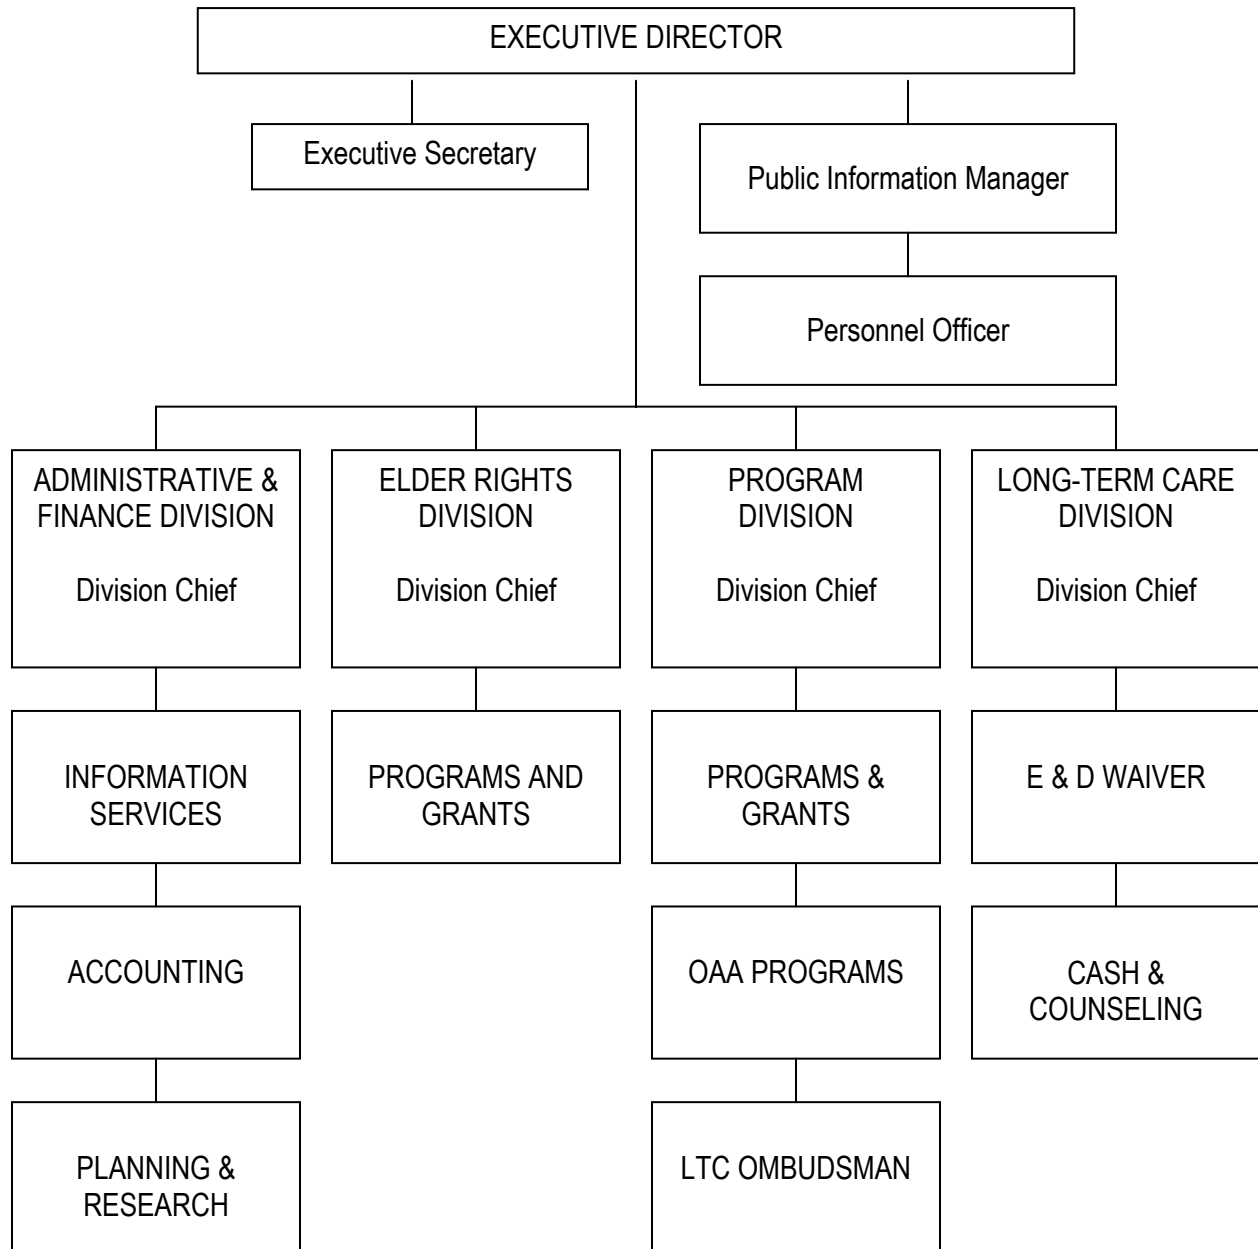 EXECUTIVE DIRECTOR
Executive Secretary
Public Information Manager
Personnel Officer
ADMINISTRATIVE &
FINANCE DIVISION
Division Chief
ELDER RIGHTS
DIVISION
Division Chief
PROGRAM
DIVISION
Division Chief
LONG-TERM CARE
DIVISION
Division Chief
INFORMATION
SERVICES
PROGRAMS AND
GRANTS
PROGRAMS &
GRANTS
E & D WAIVER
ACCOUNTING
OAA PROGRAMS
CASH &
COUNSELING
PLANNING &
RESEARCH
LTC OMBUDSMAN